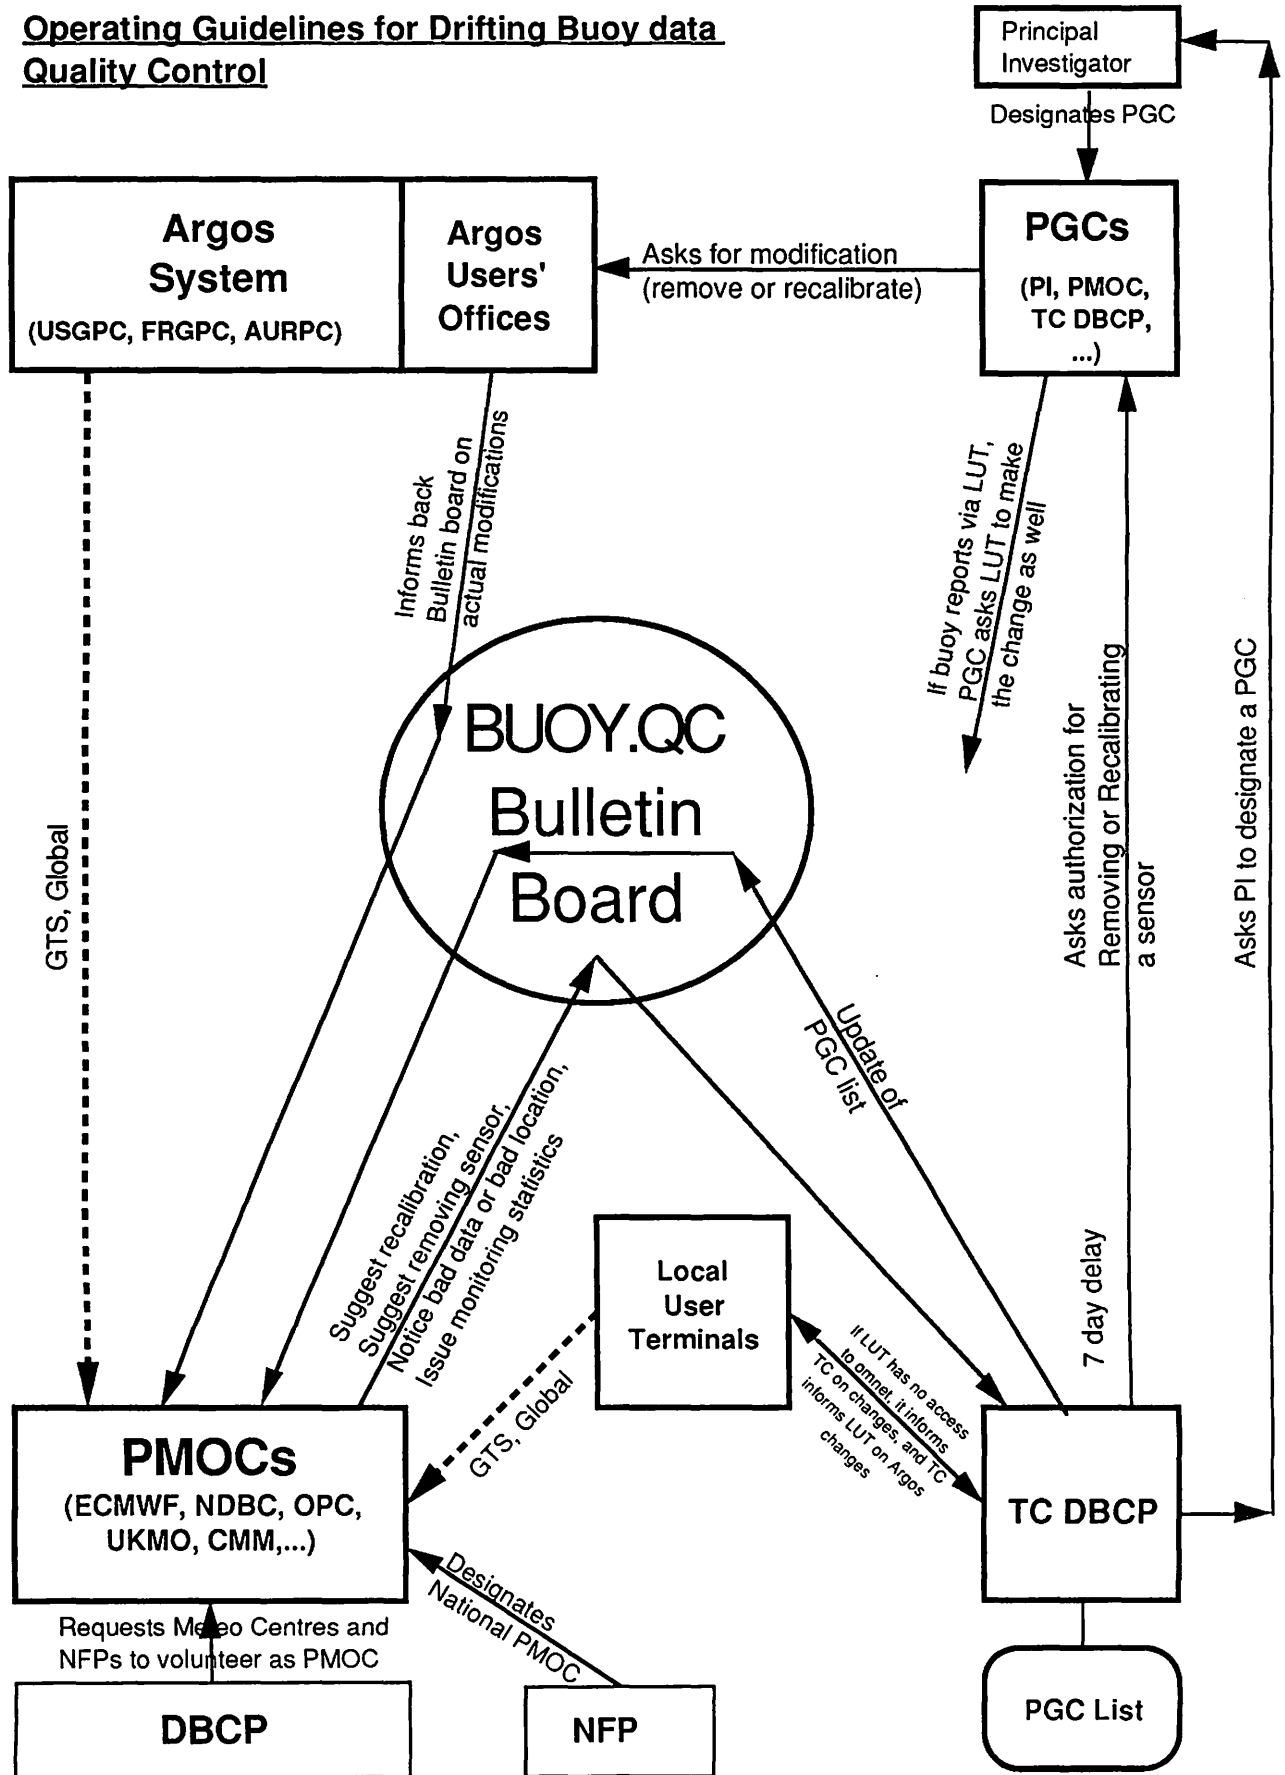 Operating Guidelines for Drifting Buoy data
Quality Control
Principal
Investigator
Designates PGC
Argos
System
(USGPC, FRGPC, AURPC)
Argos
Users'
Offices
Asks for modification
(remove or recalibrate)
PGCs
(PI, PMOC,
TC DBCP,
...)
Informs back
Bulletin board on
actual modifications
If buoy reports via LUT,
PGC asks LUT to make
the change as well
BUOY.QC
Bulletin
Board
GTS, Global
Asks authorization for
Removing or Recalibrating
a sensor
7 day delay
Asks PI to designate a PGC
Update of
PGC list
Suggest recalibration,
Suggest removing sensor,
Notice bad data or bad location,
Issue monitoring statistics
Local
User
Terminals
If LUT has no access
to omnet, it informs
TC on changes, and TC
informs LUT on Argos
changes
GTS, Global
PMOCs
(ECMWF, NDBC, OPC,
UKMO, CMM,...)
TC DBCP
Designates
National PMOC
Requests Meteo Centres and
NFPs to volunteer as PMOC
DBCP
NFP
PGC List